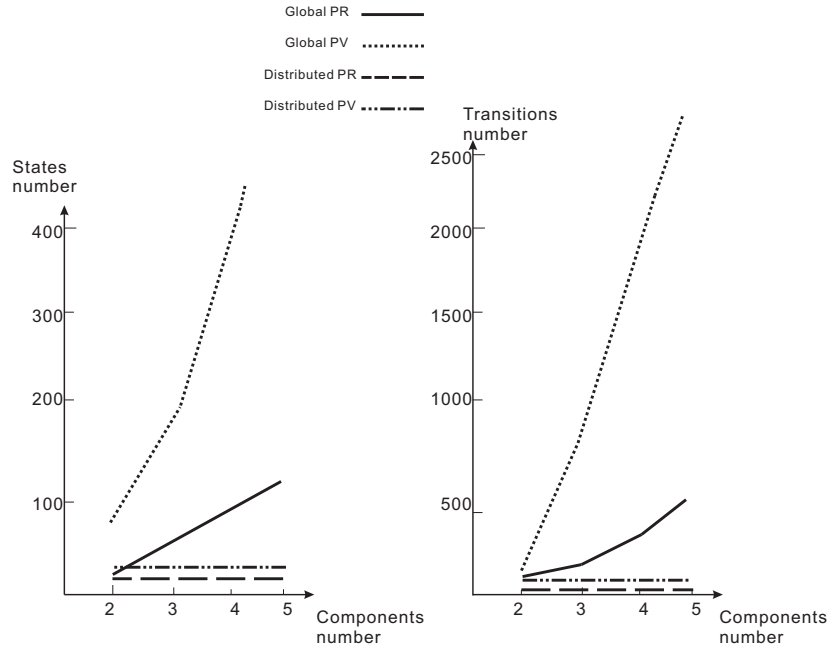 Global PR
Global PV
Distributed PR
Distributed PV
States
number
400
300
200
100
2 3 4 5
Components
number
Transitions
number
2500
2000
1500
1000
500
2 3 4 5
Components
number